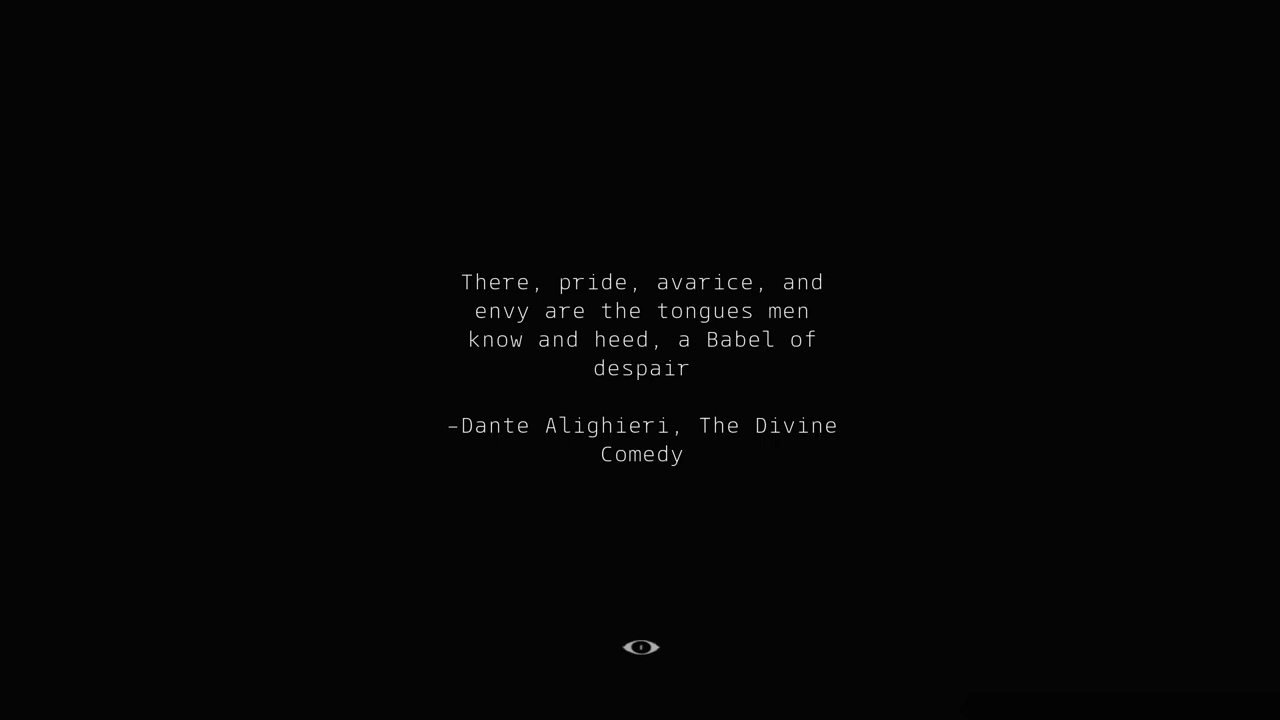 There, pride, avarice, and
envy are the tongues men
know and heed, a Babel of
despair
–Dante Alighieri, The Divine
Comedy